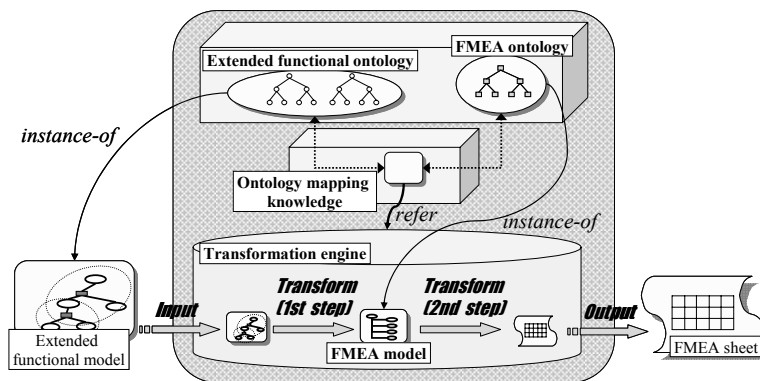 FMEA ontology
Extended functional ontology
instance-of
Ontology mapping
knowledge
refer
instance-of
Transformation engine
Transform
(1st step)
Transform
(2nd step)
Input
Output
FMEA model
Extended
functional model
FMEA sheet